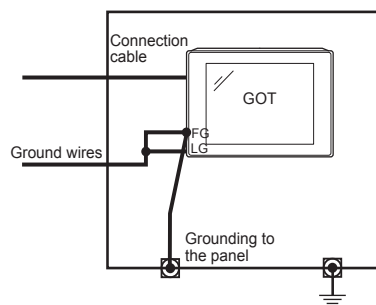 Connection
cable
GOT
FG
LG
Ground wires
Grounding to
the panel